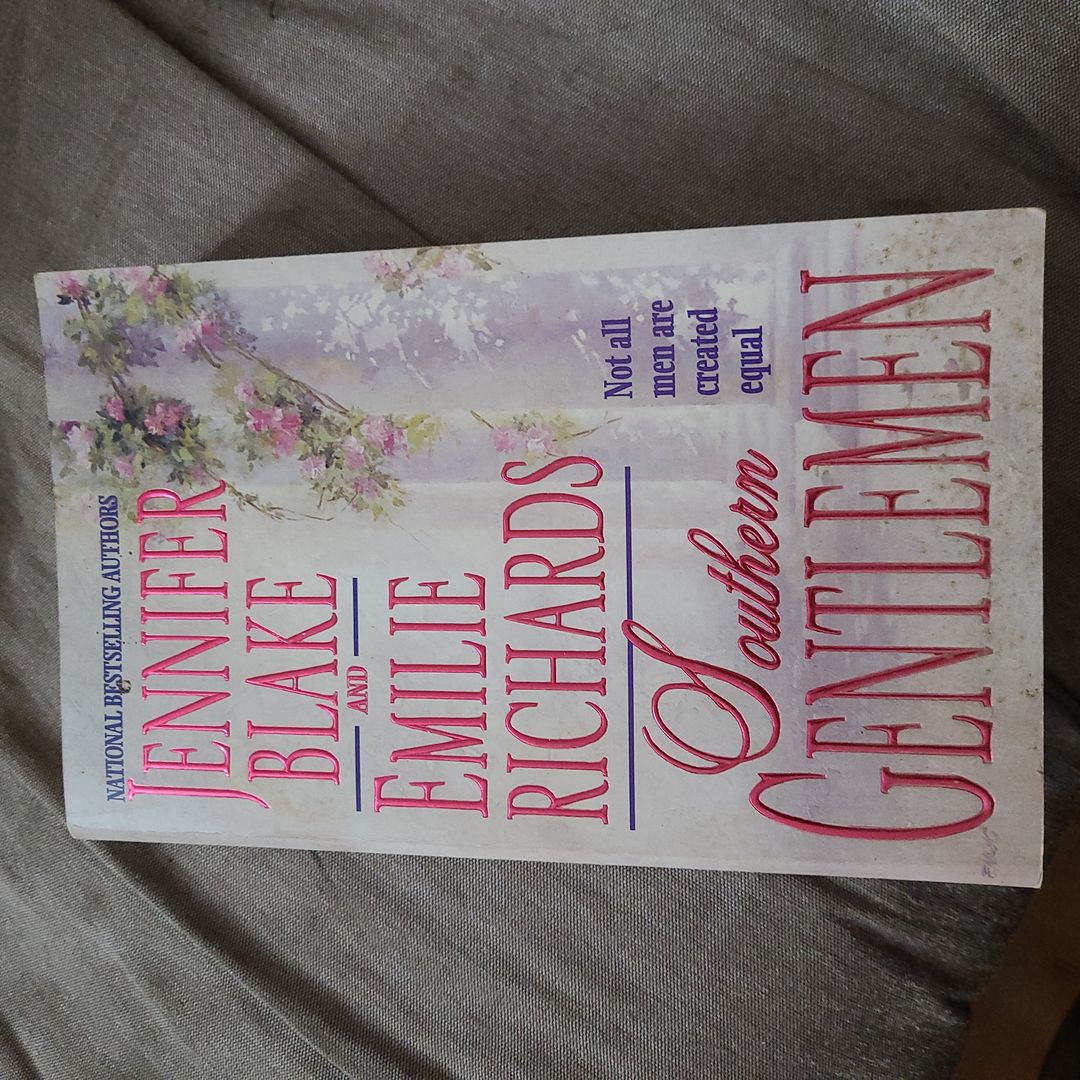 NATIONAL BESTSELLING AUTHORS
JENNIFER
BLAKE
AND
EMILIE
RICHARDS
Not all
men are
created
equal
Southern
GENTLEMEN